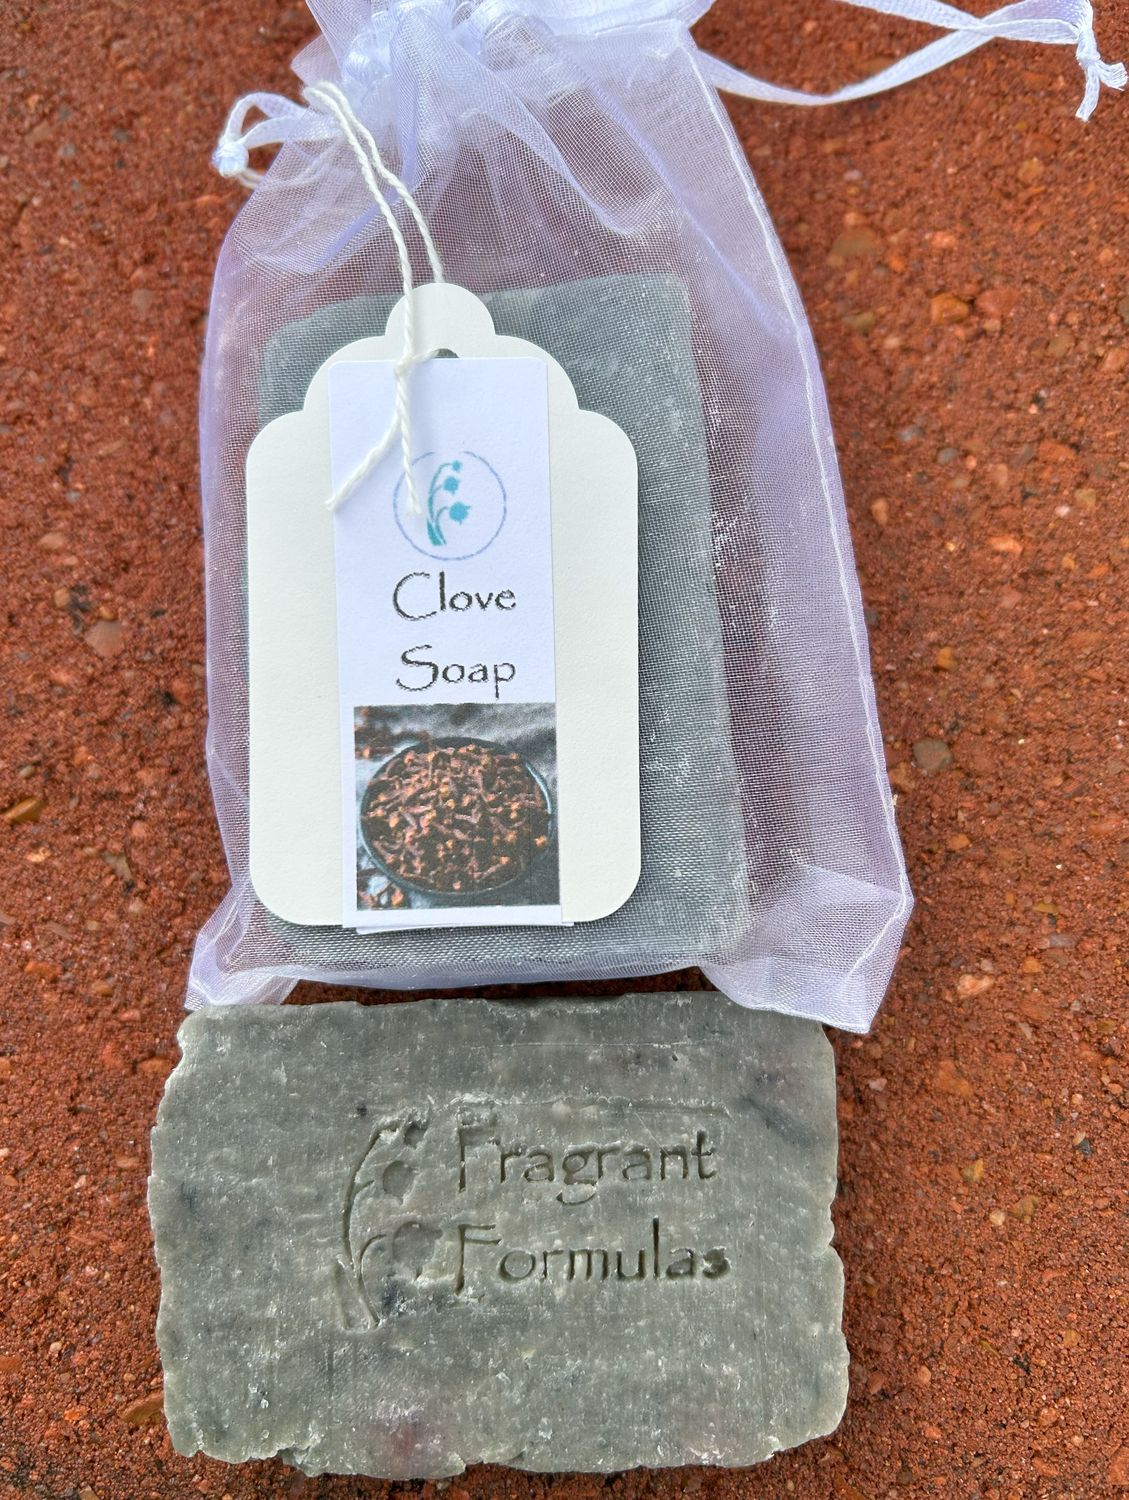 Clove
Soap
Fragrant
Formulas